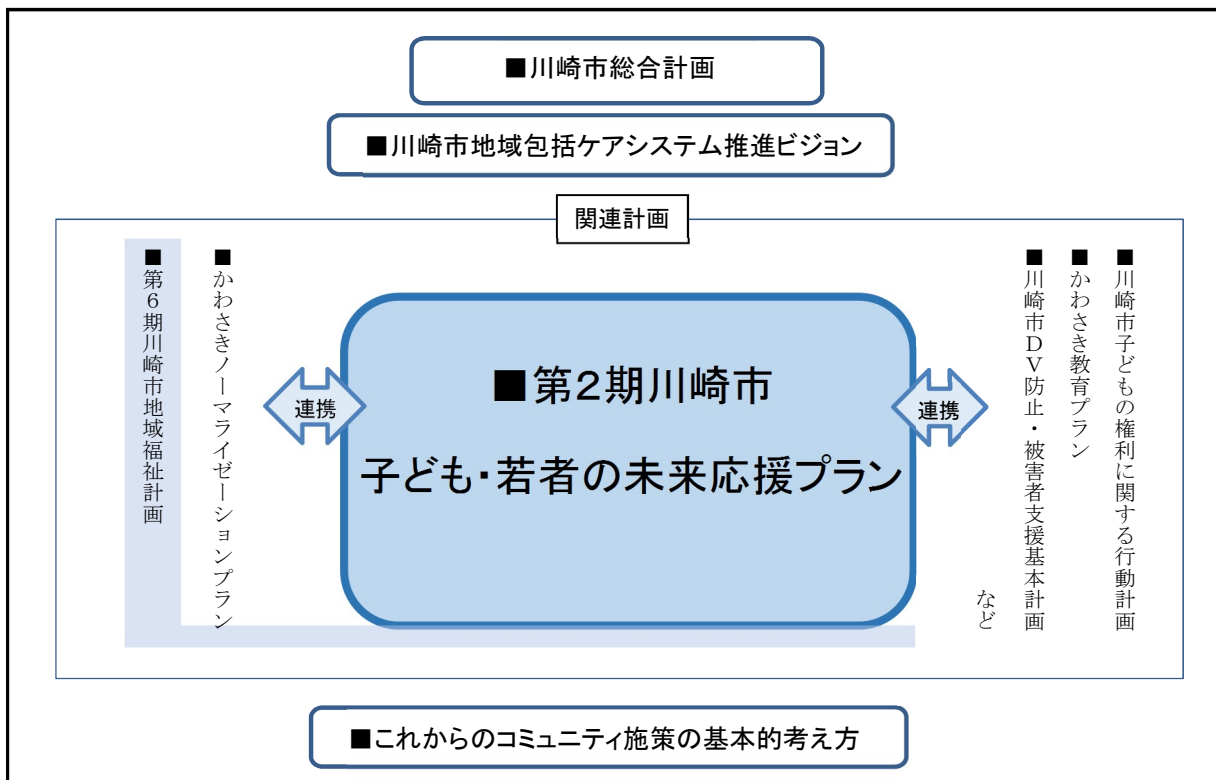 ■川崎市総合計画
■川崎市地域包括ケアシステム推進ビジョン
関連計画
■川崎市子どもの権利に関する行動計画
■かわさき教育プラン
■川崎市DV防止・被害者支援基本計画
など
連携
■第2期川崎市
子ども・若者の未来応援プラン
連携
■かわさきノーマライゼーションプラン
■第6期川崎市地域福祉計画
■これからのコミュニティ施策の基本的考え方